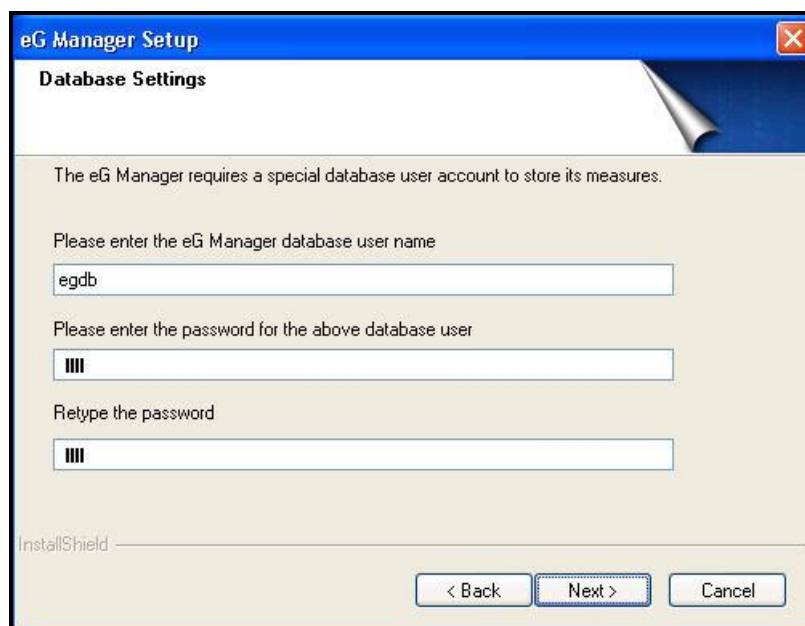 eG Manager Setup
Database Settings
The eG Manager requires a special database user account to store its measures.
Please enter the eG Manager database user name
egdb
Please enter the password for the above database user
Retype the password
InstallShield
< Back
Next >
Cancel